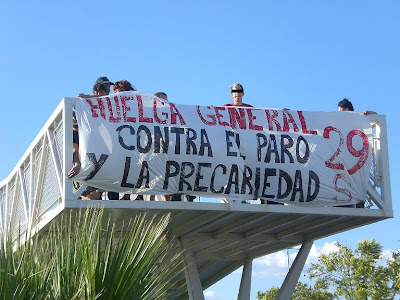 HUELGA GENERAL
CONTRA EL PARO
Y LA PRECARIEDAD
29
S